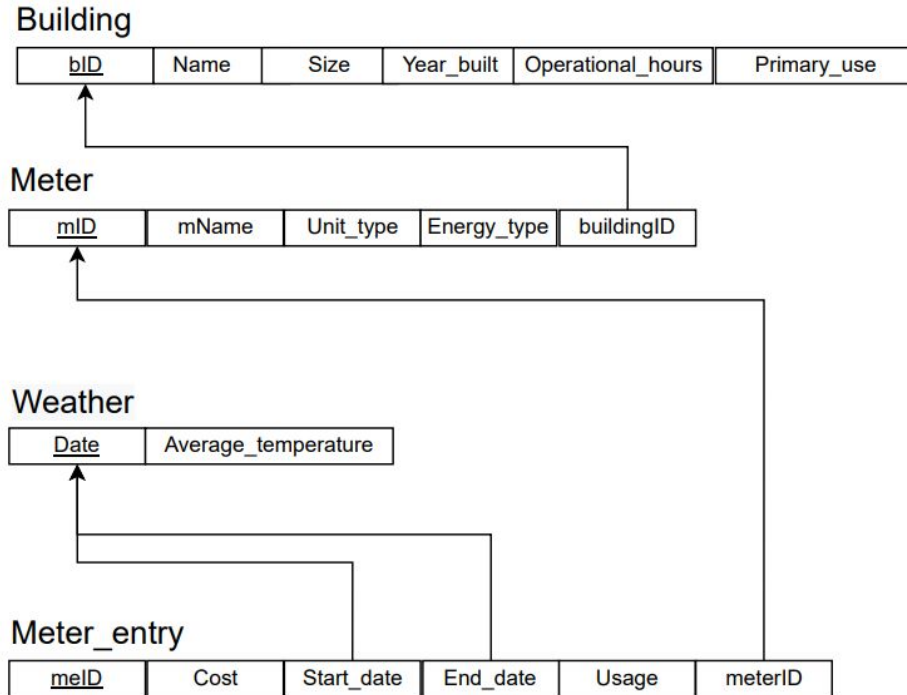 Building
bID Name Size Year_built Operational_hours Primary_use
Meter
mID mName Unit_type Energy_type buildingID
Weather
Date Average_temperature
Meter_entry
meID Cost Start_date End_date Usage meterID